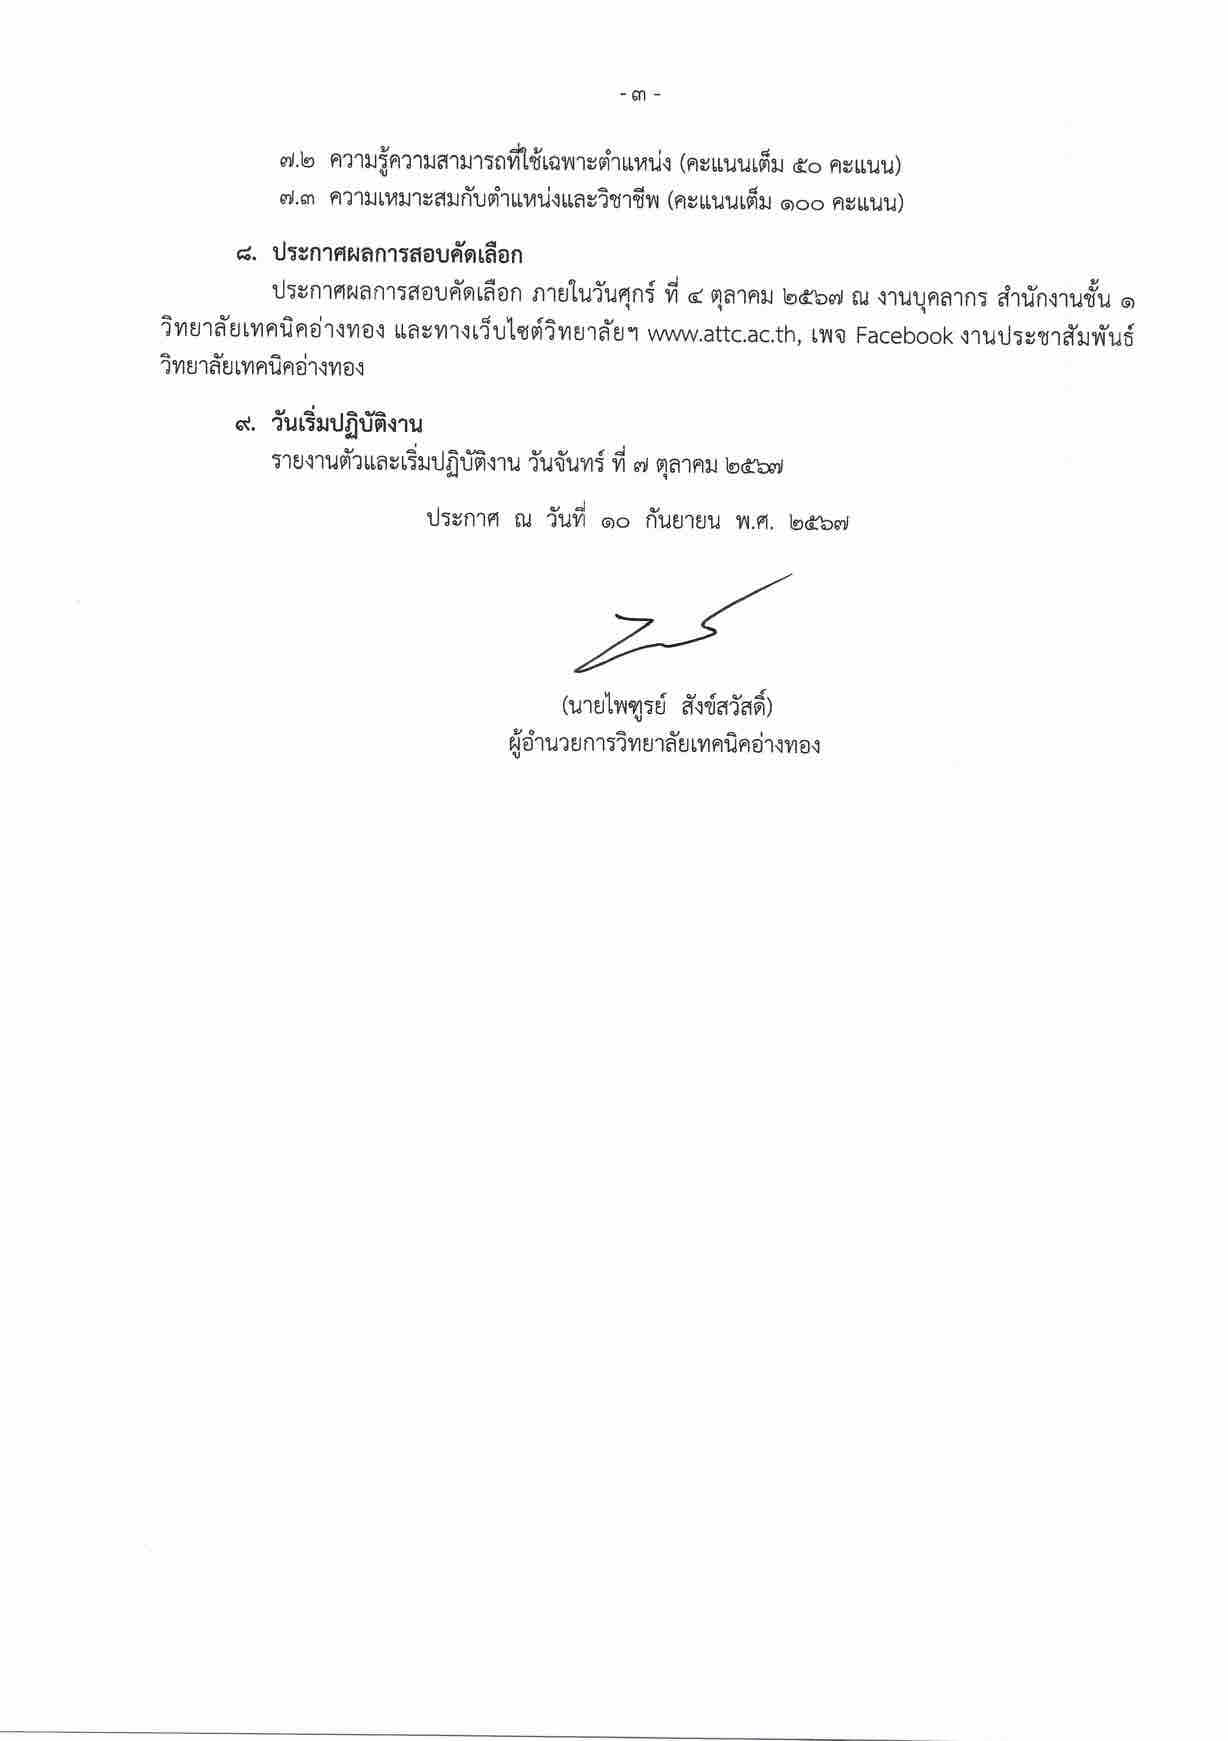 - ๓ -
๗.๒ ความรู้ความสามารถที่ใช้เฉพาะตำแหน่ง (คะแนนเต็ม ๕๐ คะแนน)
๗.๓ ความเหมาะสมกับตำแหน่งและวิชาชีพ (คะแนนเต็ม ๑๐๐ คะแนน)
๘. ประกาศผลการสอบคัดเลือก
ประกาศผลการสอบคัดเลือก ภายในวันศุกร์ ที่ ๔ ตุลาคม ๒๕๖๗ ณ งานบุคลากร สำนักงานชั้น ๑
วิทยาลัยเทคนิคอ่างทอง และทางเว็บไซต์วิทยาลัยฯ www.attc.ac.th, เพจ Facebook งานประชาสัมพันธ์
วิทยาลัยเทคนิคอ่างทอง
๙. วันเริ่มปฏิบัติงาน
รายงานตัวและเริ่มปฏิบัติงาน วันจันทร์ ที่ ๗ ตุลาคม ๒๕๖๗
ประกาศ ณ วันที่ ๑๐ กันยายน พ.ศ. ๒๕๖๗
(นายไพฑูรย์ สังข์สวัสดิ์)
ผู้อำนวยการวิทยาลัยเทคนิคอ่างทอง